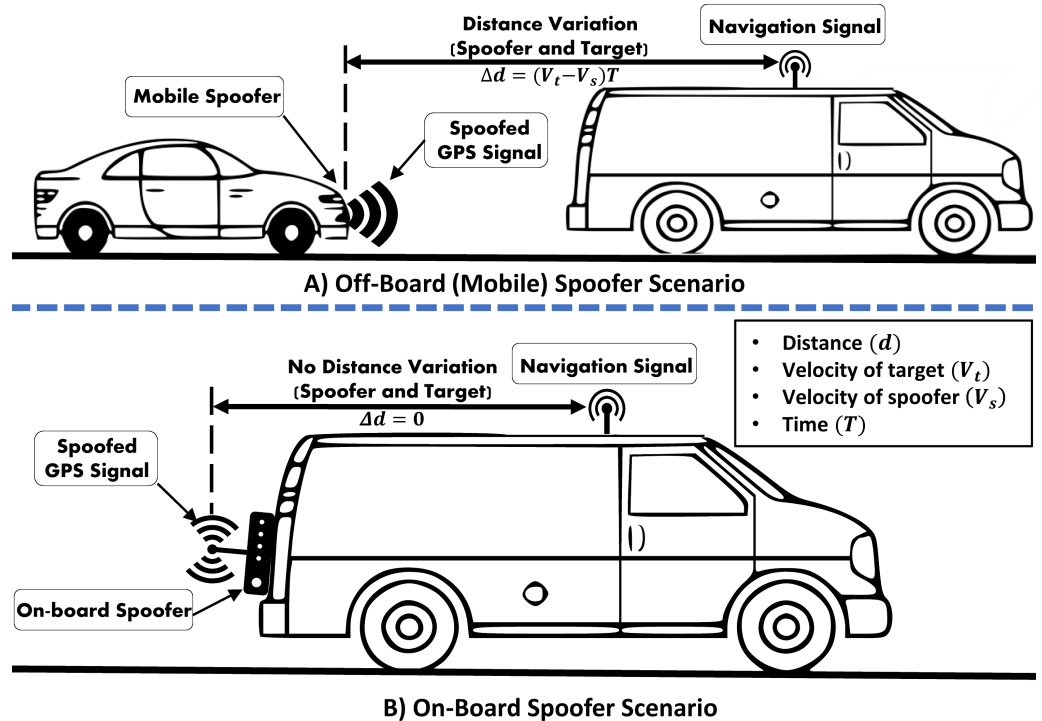 Distance Variation
(Spoofer and Target)
Δd = (Vₜ−Vₛ)T
Navigation Signal
Mobile Spoofer
Spoofed
GPS Signal
A) Off-Board (Mobile) Spoofer Scenario
• Distance (d)
• Velocity of target (Vₜ)
• Velocity of spoofer (Vₛ)
• Time (T)
No Distance Variation
(Spoofer and Target)
Δd = 0
Navigation Signal
Spoofed
GPS Signal
On-board Spoofer
B) On-Board Spoofer Scenario